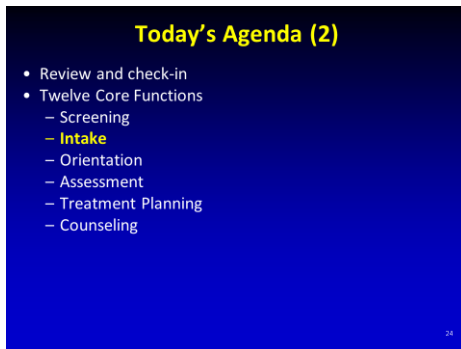 Today's Agenda (2)
• Review and check-in
• Twelve Core Functions
– Screening
– Intake
– Orientation
– Assessment
– Treatment Planning
– Counseling
24